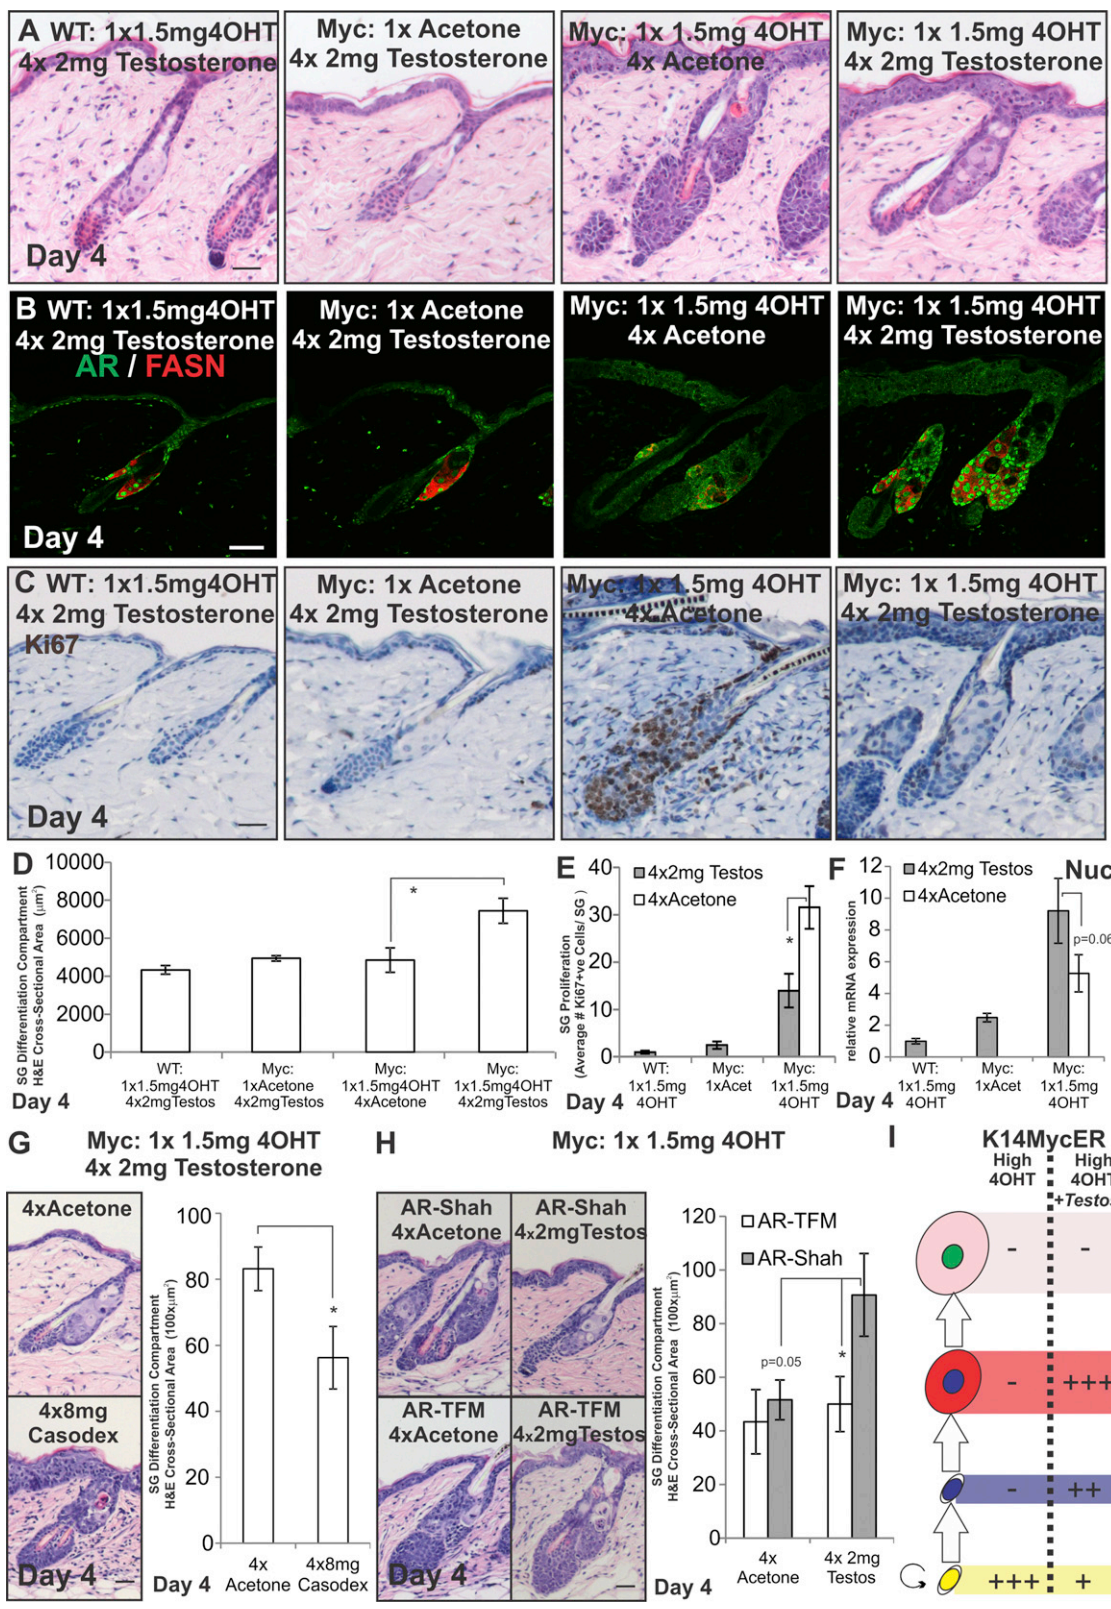 A WT: 1x1.5mg4OHT
4x 2mg Testosterone
Myc: 1x Acetone
4x 2mg Testosterone
Myc: 1x 1.5mg 4OHT
4x Acetone
Myc: 1x 1.5mg 4OHT
4x 2mg Testosterone
Day 4
B WT: 1x1.5mg4OHT
4x 2mg Testosterone
AR / FASN
Myc: 1x Acetone
4x 2mg Testosterone
Myc: 1x 1.5mg 4OHT
4x Acetone
Myc: 1x 1.5mg 4OHT
4x 2mg Testosterone
Day 4
C WT: 1x1.5mg4OHT
4x 2mg Testosterone
Ki67
Myc: 1x Acetone
4x 2mg Testosterone
Myc: 1x 1.5mg 4OHT
4x Acetone
Myc: 1x 1.5mg 4OHT
4x 2mg Testosterone
Day 4
D
SG Differentiation Compartment
H&E Cross-Sectional Area (μm²)
10000
8000
6000
4000
2000
0
*
WT:
1x1.5mg4OHT
4x2mgTestos
Myc:
1xAcetone
4x2mgTestos
Myc:
1x1.5mg4OHT
4xAcetone
Myc:
1x1.5mg4OHT
4x2mgTestos
Day 4
E
SG Proliferation
(Average # Ki67+ve Cells/ SG )
40
30
20
10
0
4x2mg Testos
4xAcetone
*
WT:
1x1.5mg
4OHT
Myc:
1xAcet
Myc:
1x1.5mg
4OHT
Day 4
F
relative mRNA expression
12
10
8
6
4
2
0
Nuc
4x2mg Testos
4xAcetone
p=0.06
WT:
1x1.5mg
4OHT
Myc:
1xAcet
Myc:
1x1.5mg
4OHT
Day 4
G Myc: 1x 1.5mg 4OHT
4x 2mg Testosterone
4xAcetone
4x8mg
Casodex
Day 4
SG Differentiation Compartment
H&E Cross-Sectional Area (100xμm²)
100
80
60
40
20
0
*
4x
Acetone
4x8mg
Casodex
Day 4
H Myc: 1x 1.5mg 4OHT
AR-Shah
4xAcetone
AR-Shah
4x2mgTestos
AR-TFM
4xAcetone
AR-TFM
4x2mgTestos
Day 4
SG Differentiation Compartment
H&E Cross-Sectional Area (100xμm²)
120
100
80
60
40
20
0
AR-TFM
AR-Shah
p=0.05
*
4x
Acetone
4x 2mg
Testos
Day 4
I K14MycER
High
4OHT
High
4OHT
+Testos
- -
- +++
- ++
+++ +